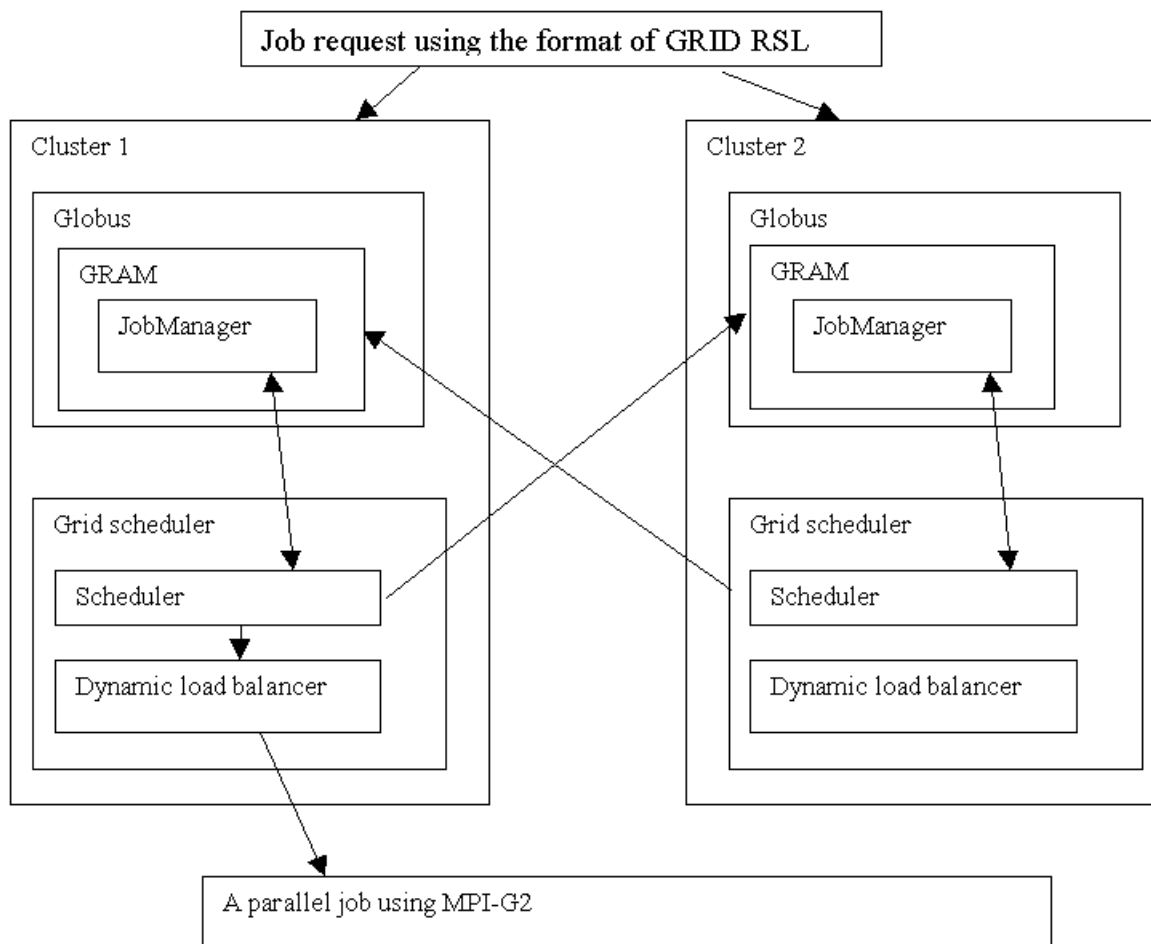 Job request using the format of GRID RSL
Cluster 1
Globus
GRAM
JobManager
Grid scheduler
Scheduler
Dynamic load balancer
Cluster 2
Globus
GRAM
JobManager
Grid scheduler
Scheduler
Dynamic load balancer
A parallel job using MPI-G2